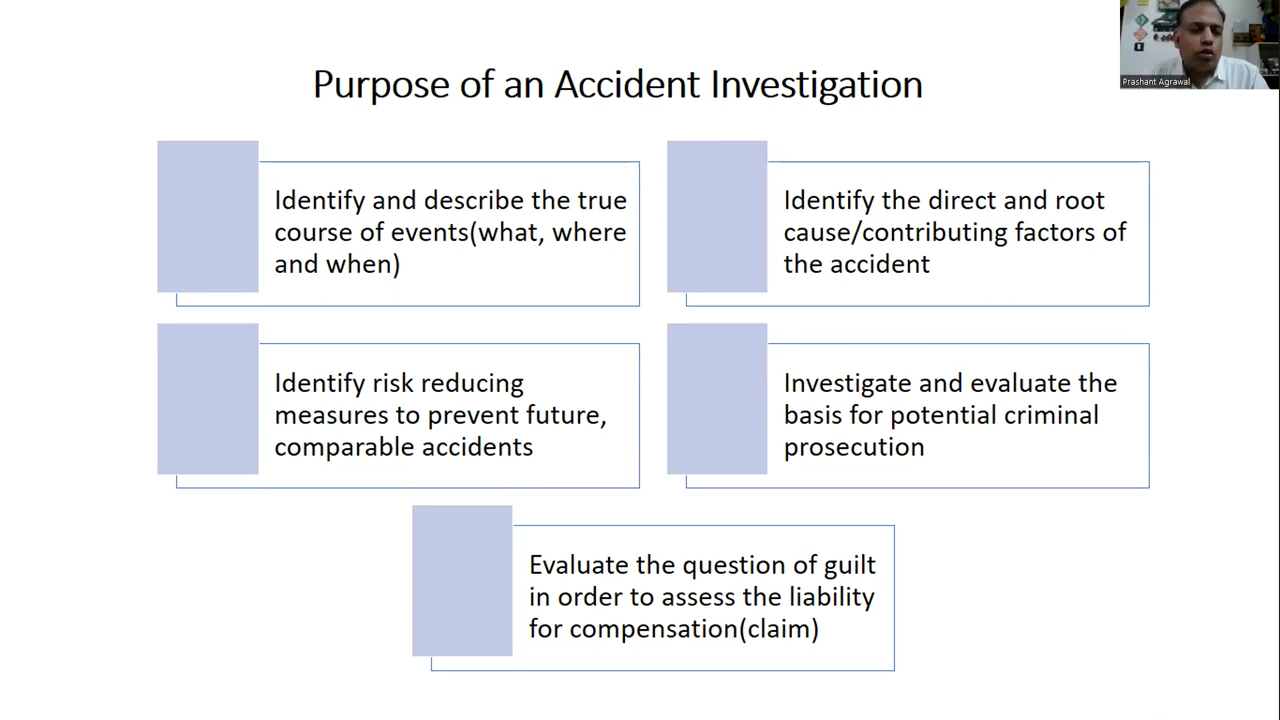 Purpose of an Accident Investigation
Prashant Agrawal
Identify and describe the true
course of events(what, where
and when)
Identify the direct and root
cause/contributing factors of
the accident
Identify risk reducing
measures to prevent future,
comparable accidents
Investigate and evaluate the
basis for potential criminal
prosecution
Evaluate the question of guilt
in order to assess the liability
for compensation(claim)